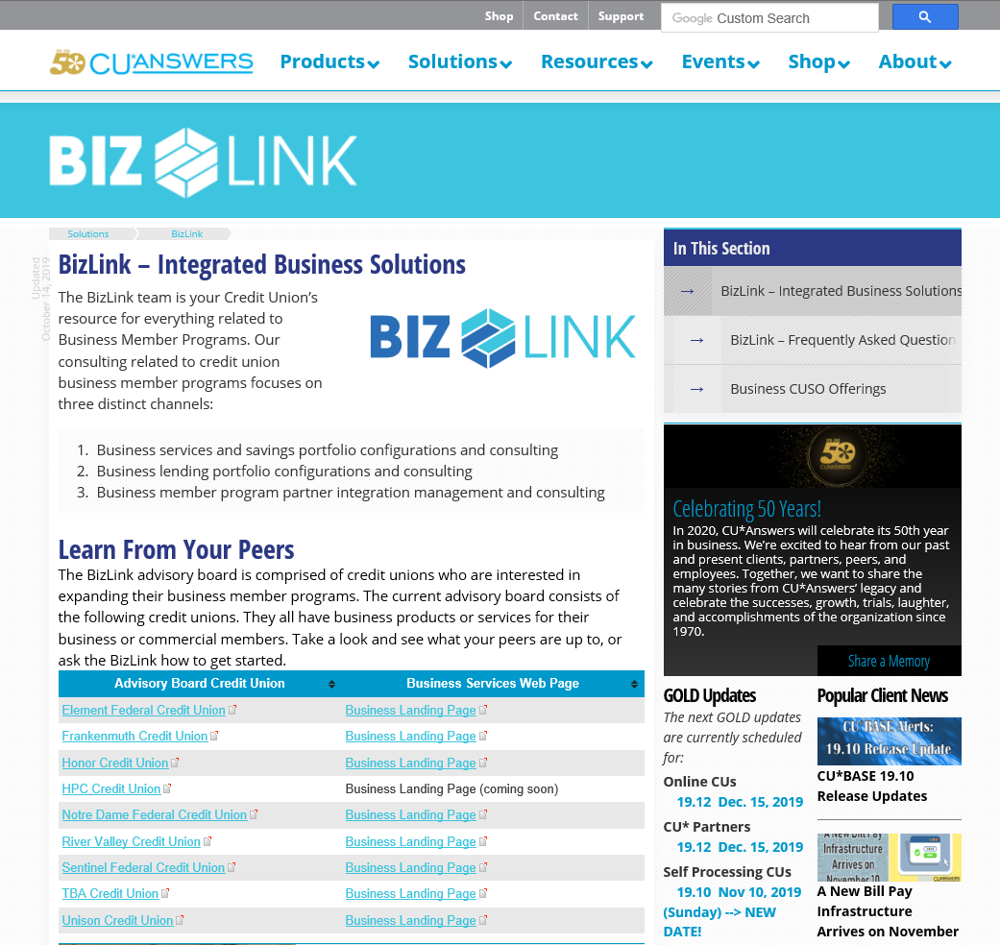 Shop Contact Support Google Custom Search
50 CU*ANSWERS Products Solutions Resources Events Shop About
BIZ LINK
Solutions BizLink
Updated
October 14, 2019
BizLink – Integrated Business Solutions
The BizLink team is your Credit Union’s
resource for everything related to
Business Member Programs. Our
consulting related to credit union
business member programs focuses on
three distinct channels:
BIZ LINK
1. Business services and savings portfolio configurations and consulting
2. Business lending portfolio configurations and consulting
3. Business member program partner integration management and consulting
Learn From Your Peers
The BizLink advisory board is comprised of credit unions who are interested in
expanding their business member programs. The current advisory board consists of
the following credit unions. They all have business products or services for their
business or commercial members. Take a look and see what your peers are up to, or
ask the BizLink how to get started.
Advisory Board Credit Union Business Services Web Page
Element Federal Credit Union Business Landing Page
Frankenmuth Credit Union Business Landing Page
Honor Credit Union Business Landing Page
HPC Credit Union Business Landing Page (coming soon)
Notre Dame Federal Credit Union Business Landing Page
River Valley Credit Union Business Landing Page
Sentinel Federal Credit Union Business Landing Page
TBA Credit Union Business Landing Page
Unison Credit Union Business Landing Page
In This Section
→ BizLink – Integrated Business Solutions
→ BizLink – Frequently Asked Question
→ Business CUSO Offerings
50
CU*ANSWERS
Celebrating 50 Years!
In 2020, CU*Answers will celebrate its 50th year
in business. We’re excited to hear from our past
and present clients, partners, peers, and
employees. Together, we want to share the
many stories from CU*Answers’ legacy and
celebrate the successes, growth, trials, laughter,
and accomplishments of the organization since
1970.
Share a Memory
GOLD Updates
The next GOLD updates
are currently scheduled
for:
Online CUs
19.12 Dec. 15, 2019
CU* Partners
19.12 Dec. 15, 2019
Self Processing CUs
19.10 Nov 10, 2019
(Sunday) --> NEW
DATE!
Popular Client News
CU*BASE Alerts:
19.10 Release Update
CU*BASE 19.10
Release Updates
A New Bill Pay
Infrastructure
Arrives on
November 10
CU*ANSWERS
A New Bill Pay
Infrastructure
Arrives on November